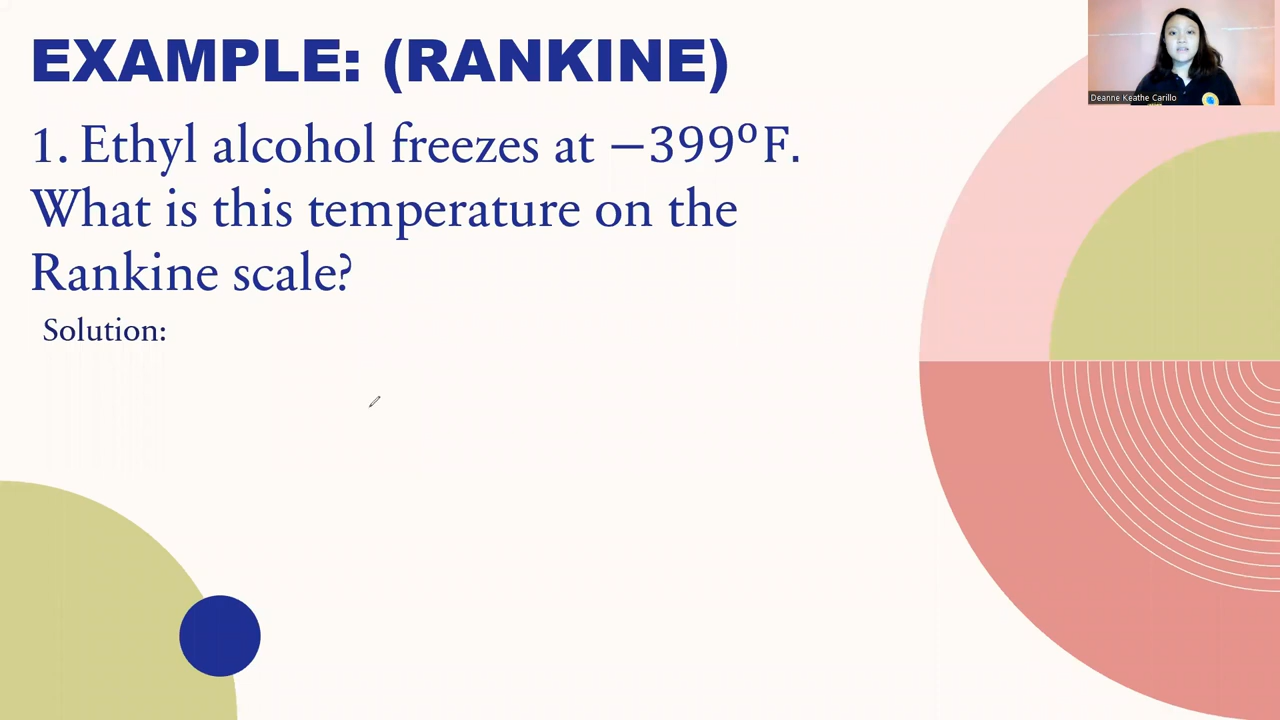 EXAMPLE: (RANKINE)
1. Ethyl alcohol freezes at −399ºF.
What is this temperature on the
Rankine scale?
Solution:
Deanne Keathe Carillo